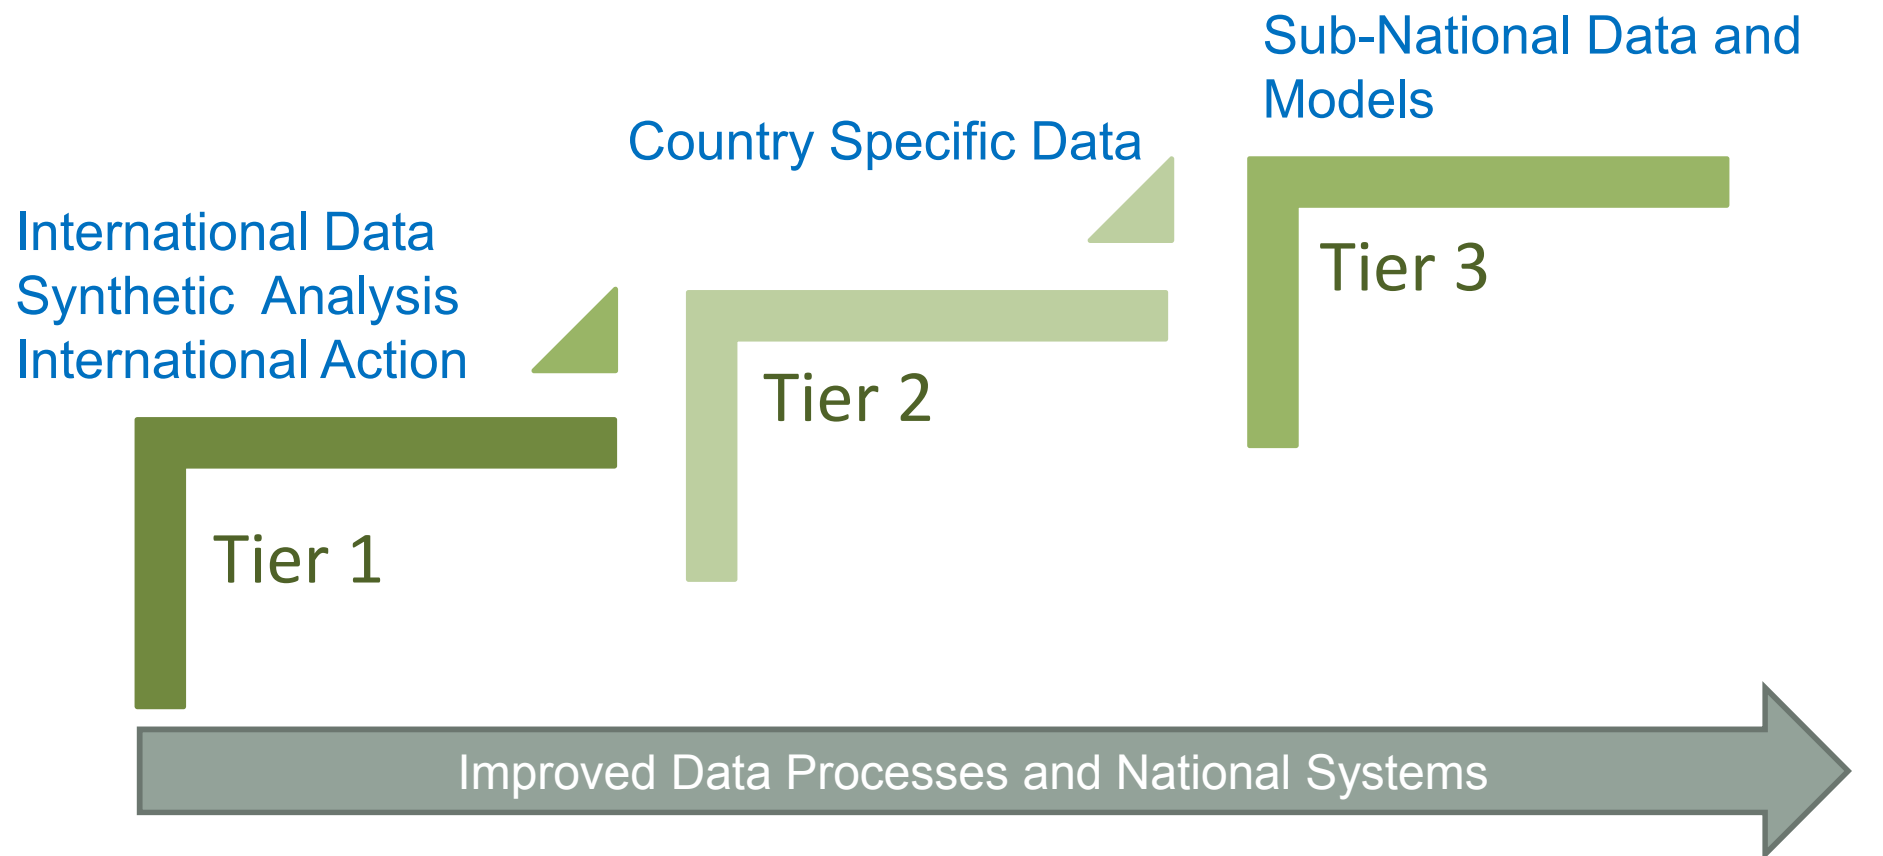 Sub-National Data and
Models
Country Specific Data
International Data
Synthetic  Analysis
International Action
Tier 3
Tier 2
Tier 1
Improved Data Processes and National Systems